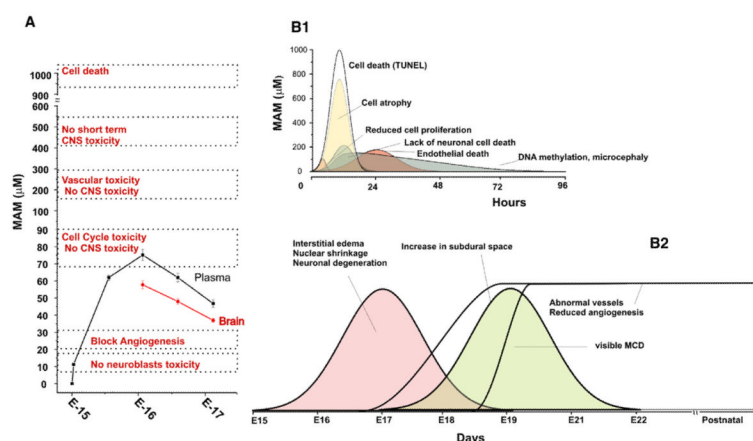 A
MAM (μM)
1000
900
600
500
400
300
200
100
90
80
70
60
50
40
30
20
10
0
Cell death
No short term
CNS toxicity
Vascular toxicity
No CNS toxicity
Cell Cycle toxicity
No CNS toxicity
Plasma
Brain
Block Angiogenesis
No neuroblasts toxicity
E-15
E-16
E-17
B1
MAM (μM)
1000
800
600
400
200
0
Cell death (TUNEL)
Cell atrophy
Reduced cell proliferation
Lack of neuronal cell death
Endothelial death
DNA methylation, microcephaly
0
24
48
72
96
Hours
B2
Interstitial edema
Nuclear shrinkage
Neuronal degeneration
Increase in subdural space
Abnormal vessels
Reduced angiogenesis
visible MCD
E15
E16
E17
E18
E19
E21
E22
Postnatal
Days